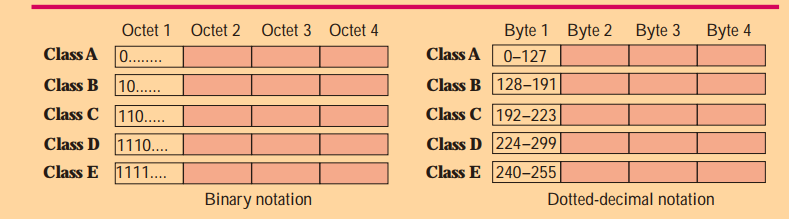 Octet 1 Octet 2 Octet 3 Octet 4
Class A 0........
Class B 10......
Class C 110.....
Class D 1110....
Class E 1111....
Binary notation
Byte 1 Byte 2 Byte 3 Byte 4
Class A 0–127
Class B 128–191
Class C 192–223
Class D 224–299
Class E 240–255
Dotted-decimal notation